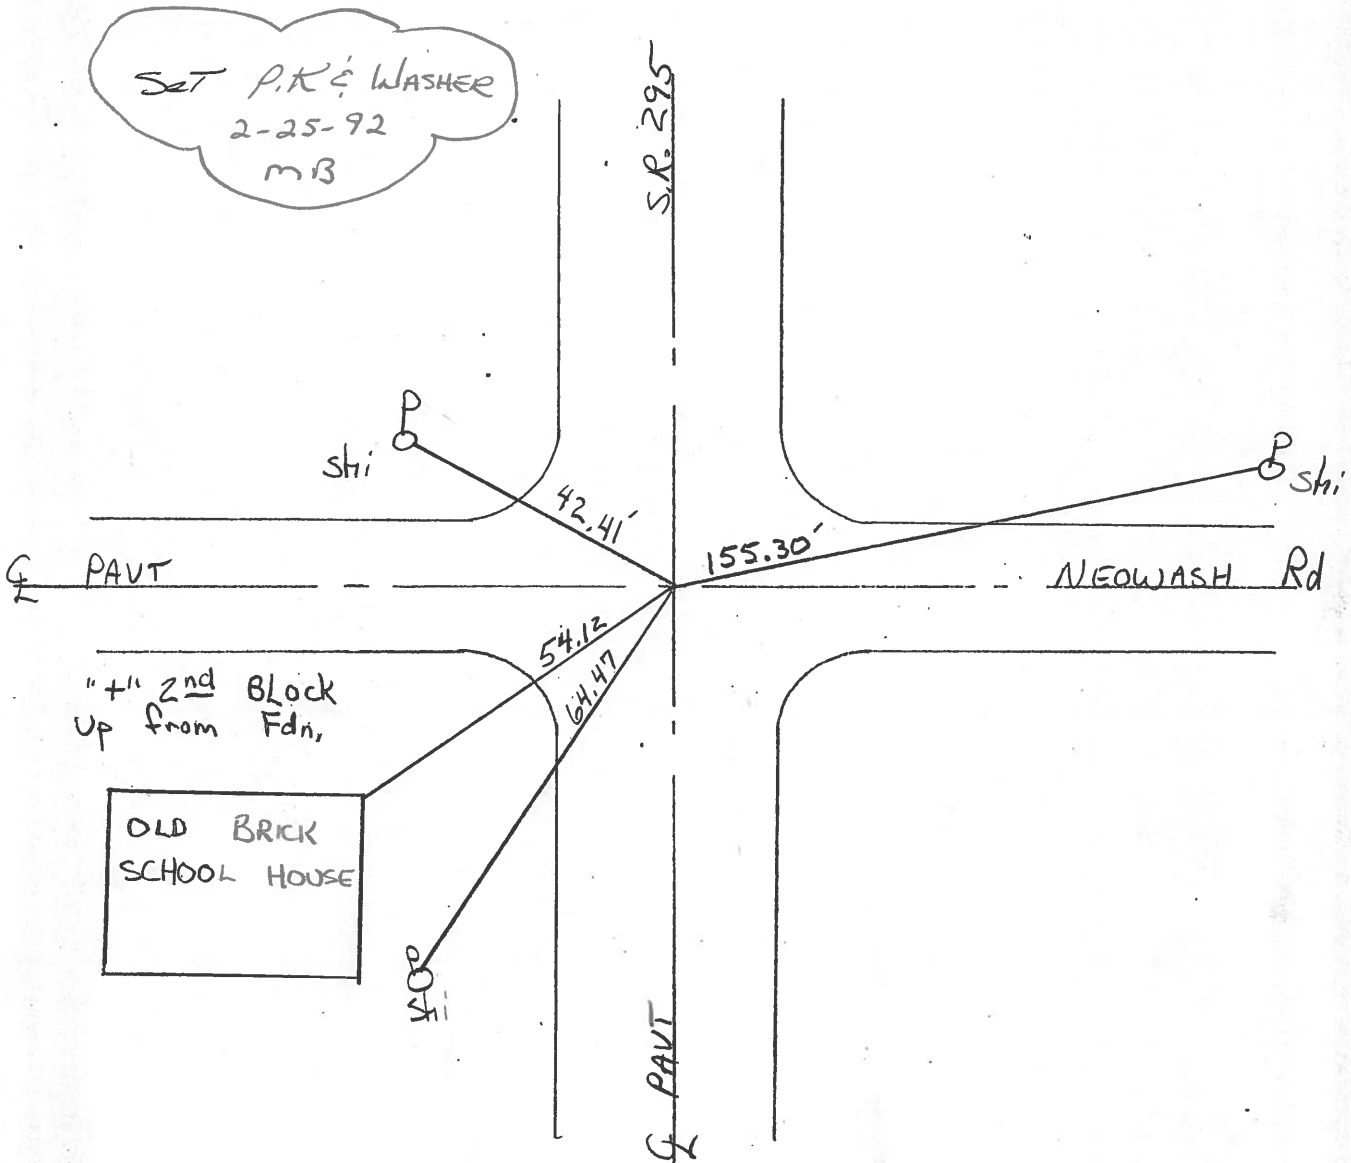 SET P.K & WASHER
2-25-92
MB
S.R. 295
P
shi
42.41'
P
shi
155.30'
℄ PAVT
NEOWASH Rd
54.12
64.47
"+" 2nd BLOCK
up from Fdn.
OLD BRICK
SCHOOL HOUSE
P
shi
℄ PAVT